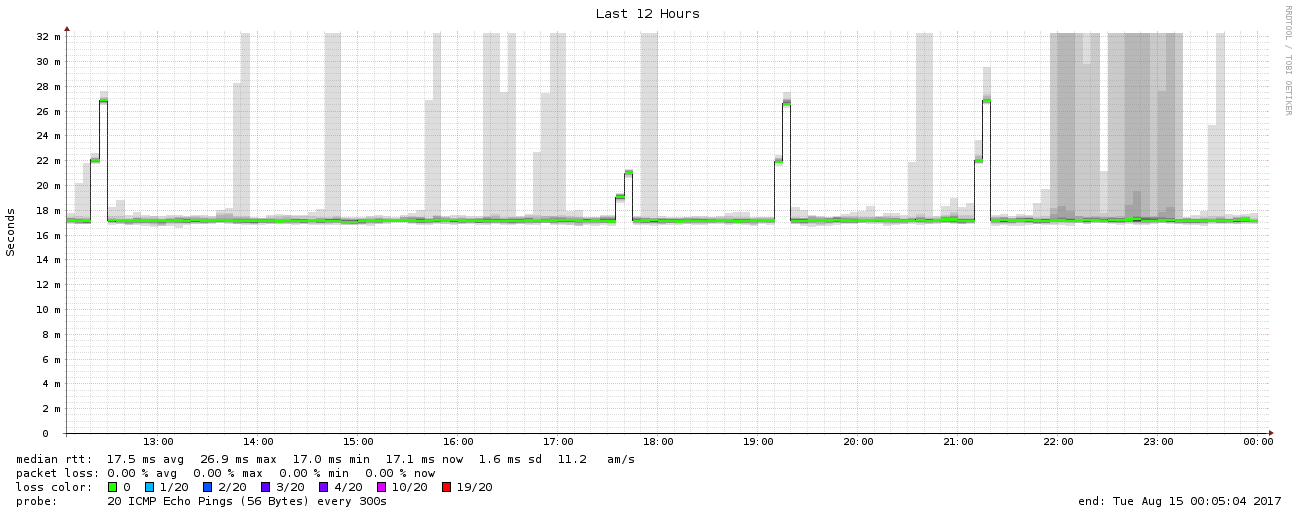 Last 12 Hours
RRDTOOL / TOBI OETIKER
Seconds
32 m
30 m
28 m
26 m
24 m
22 m
20 m
18 m
16 m
14 m
12 m
10 m
8 m
6 m
4 m
2 m
0
13:00 14:00 15:00 16:00 17:00 18:00 19:00 20:00 21:00 22:00 23:00 00:00
median rtt: 17.5 ms avg 26.9 ms max 17.0 ms min 17.1 ms now 1.6 ms sd 11.2 am/s
packet loss: 0.00 % avg 0.00 % max 0.00 % min 0.00 % now
loss color: 0 1/20 2/20 3/20 4/20 10/20 19/20
probe: 20 ICMP Echo Pings (56 Bytes) every 300s end: Tue Aug 15 00:05:04 2017